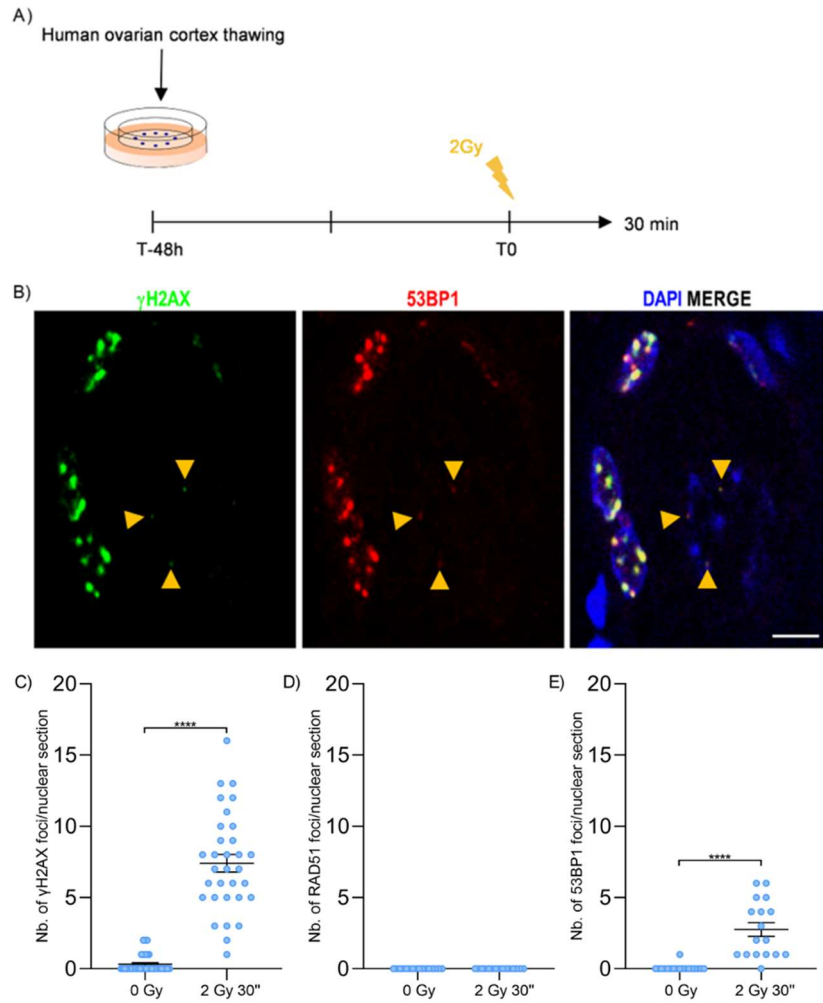 A)
Human ovarian cortex thawing
2Gy
30 min
T-48h
T0
B)
γH2AX
53BP1
DAPI MERGE
C)
Nb. of γH2AX foci/nuclear section
20
15
10
5
0
****
0 Gy
2 Gy 30"
D)
Nb. of RAD51 foci/nuclear section
20
15
10
5
0
0 Gy
2 Gy 30"
E)
Nb. of 53BP1 foci/nuclear section
20
15
10
5
0
****
0 Gy
2 Gy 30"